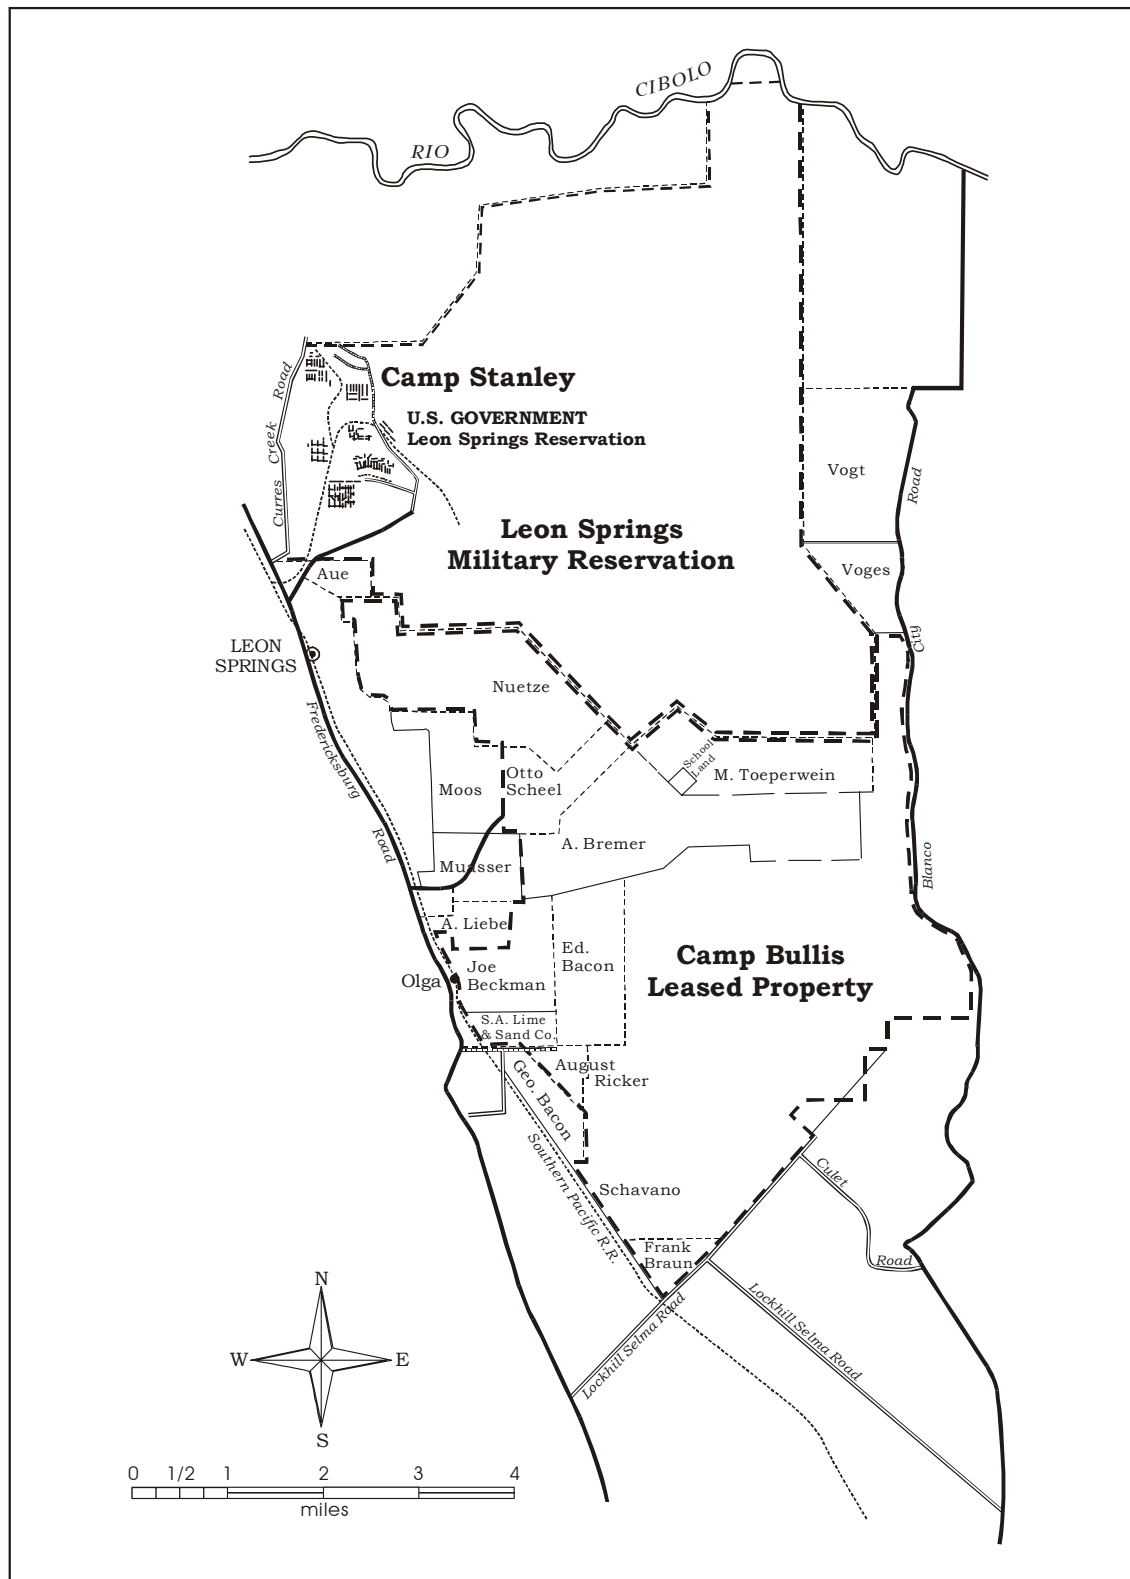 CIBOLO
RIO
Camp Stanley
U.S. GOVERNMENT
Leon Springs Reservation
Curres Creek Road
Vogt
Road
Leon Springs
Military Reservation
Aue
Voges
City
LEON
SPRINGS
Nuetze
Fredericksburg
Road
School
Land
M. Toeperwein
Otto
Scheel
Moos
A. Bremer
Muasser
Blanco
A. Liebe
Ed.
Bacon
Camp Bullis
Leased Property
Olga
Joe
Beckman
S.A. Lime
& Sand Co.
August
Ricker
Geo. Bacon
Southern Pacific R.R.
Schavano
Culet
Road
Frank
Braun
Lockhill Selma Road
Lockhill Selma Road
N
W
E
S
0 1/2 1 2 3 4
miles